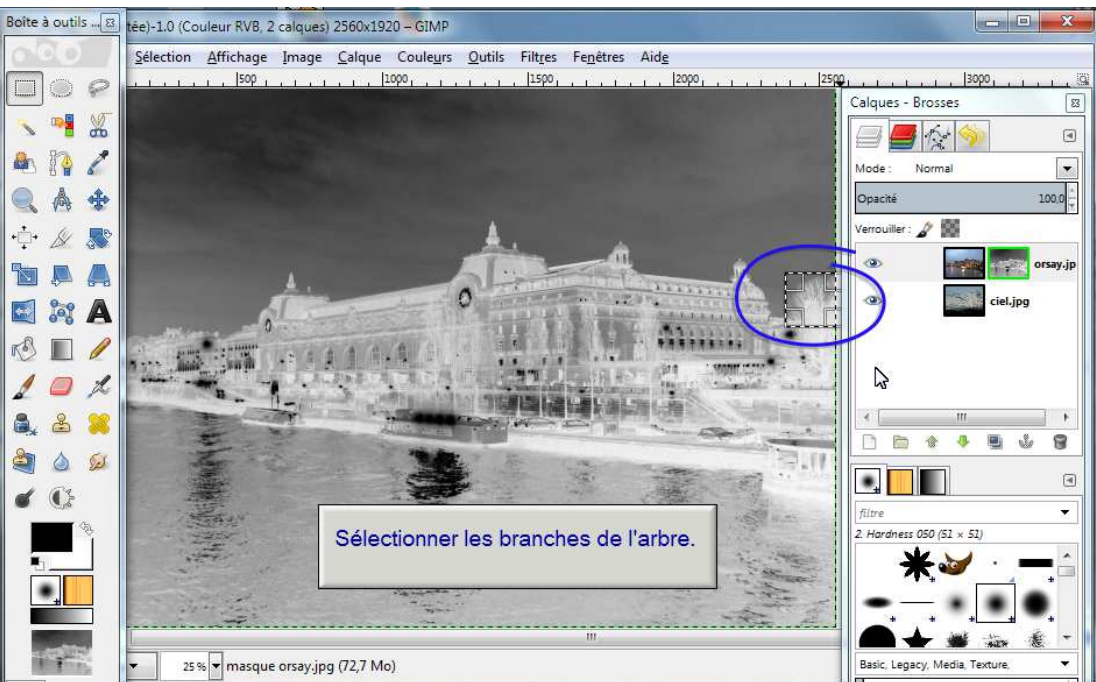 Boîte à outils ...
tée)-1.0 (Couleur RVB, 2 calques) 2560x1920 – GIMP
Sélection Affichage Image Calque Couleurs Outils Filtres Fenêtres Aide
500 1000 1500 2000 2500 3000
Calques - Brosses
Mode : Normal
Opacité 100,0
Verrouiller :
orsay.jp
ciel.jpg
filtre
2. Hardness 050 (51 × 51)
Sélectionner les branches de l'arbre.
Basic, Legacy, Media, Texture,
25 % masque orsay.jpg (72,7 Mo)